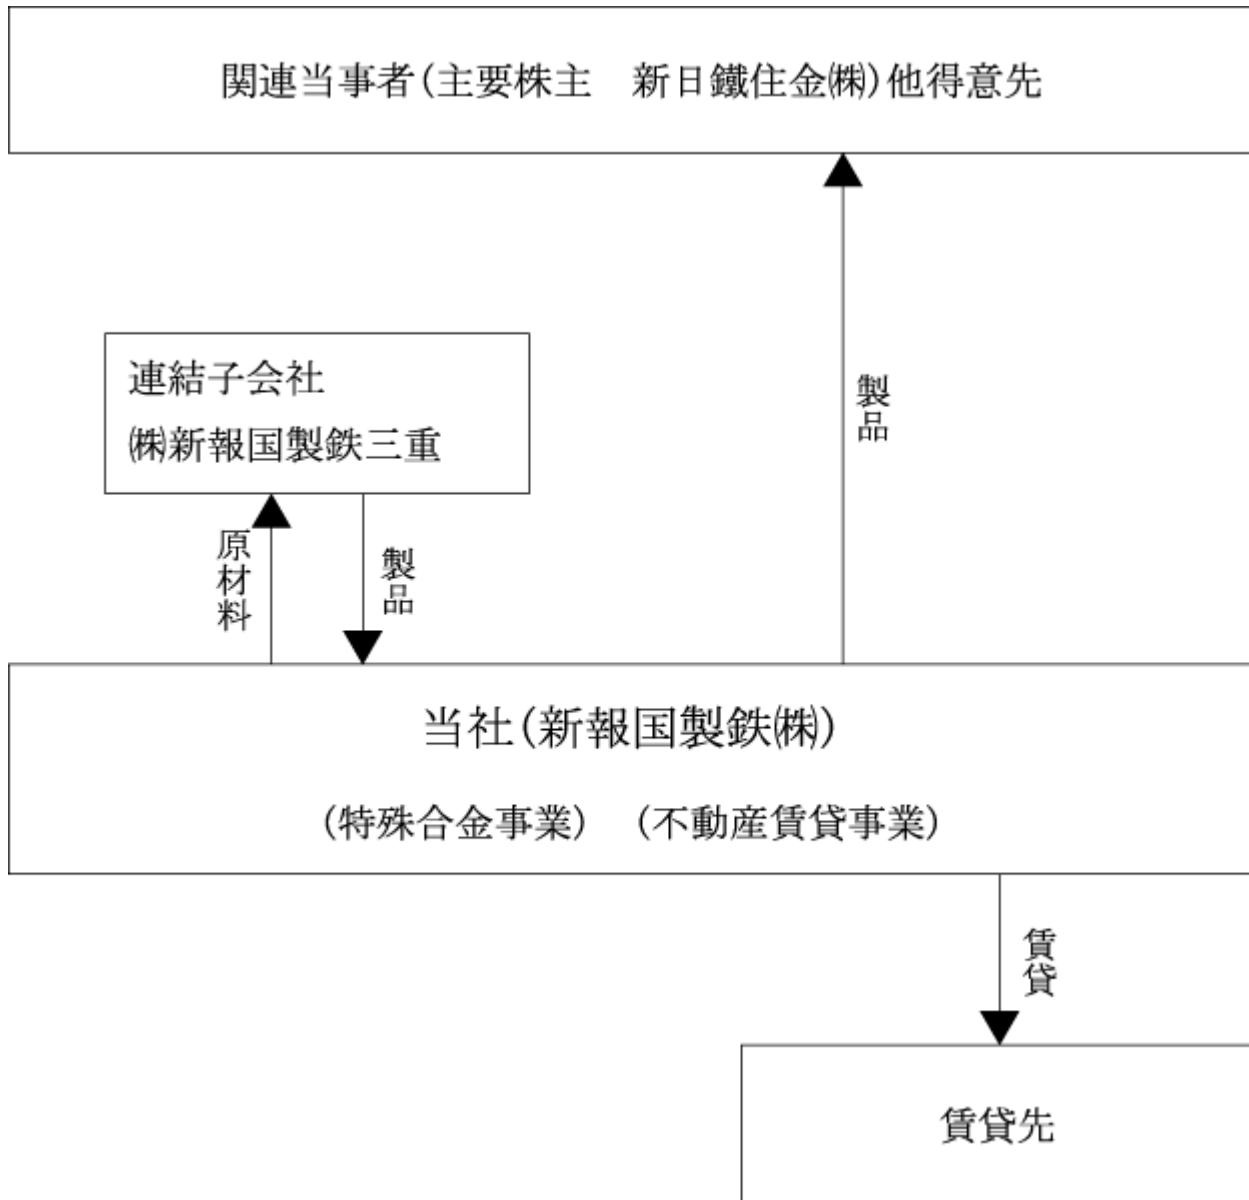 関連当事者(主要株主　新日鐵住金㈱)他得意先
製品
連結子会社
㈱新報国製鉄三重
原材料
製品
当社(新報国製鉄㈱)
(特殊合金事業)　(不動産賃貸事業)
賃貸
賃貸先